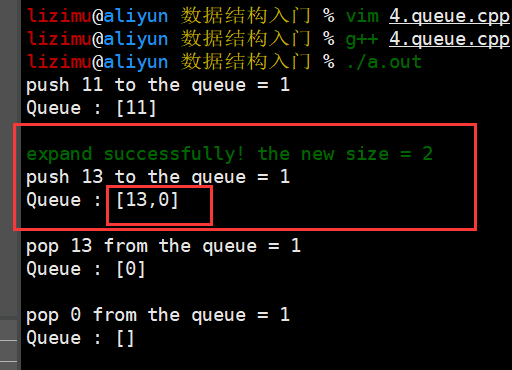 lizimu@aliyun 数据结构入门 % vim 4.queue.cpp
lizimu@aliyun 数据结构入门 % g++ 4.queue.cpp
lizimu@aliyun 数据结构入门 % ./a.out
push 11 to the queue = 1
Queue : [11]
expand successfully! the new size = 2
push 13 to the queue = 1
Queue : [13,0]
pop 13 from the queue = 1
Queue : [0]
pop 0 from the queue = 1
Queue : []